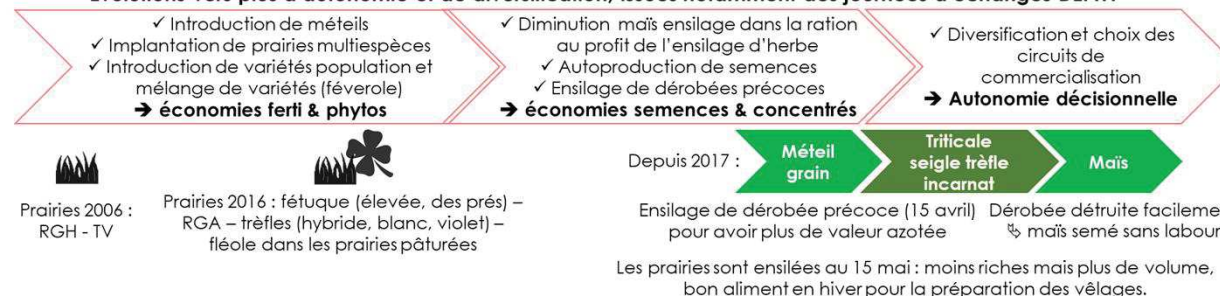 ✓ Introduction de méteils
✓ Implantation de prairies multiespèces
✓ Introduction de variétés population et
mélange de variétés (féverole)
→ économies ferti & phytos
✓ Diminution maïs ensilage dans la ration
au profit de l'ensilage d'herbe
✓ Autoproduction de semences
✓ Ensilage de dérobées précoces
→ économies semences & concentrés
✓ Diversification et choix des
circuits de
commercialisation
→ Autonomie décisionnelle
Prairies 2006 :
RGH - TV
Prairies 2016 : fétuque (élevée, des prés) –
RGA – trèfles (hybride, blanc, violet) –
fléole dans les prairies pâturées
Depuis 2017 :
Méteil
grain
Triticale
seigle trèfle
incarnat
Maïs
Ensilage de dérobée précoce (15 avril)
pour avoir plus de valeur azotée
Dérobée détruite facileme
↳ maïs semé sans labour
Les prairies sont ensilées au 15 mai : moins riches mais plus de volume,
bon aliment en hiver pour la préparation des vêlages.